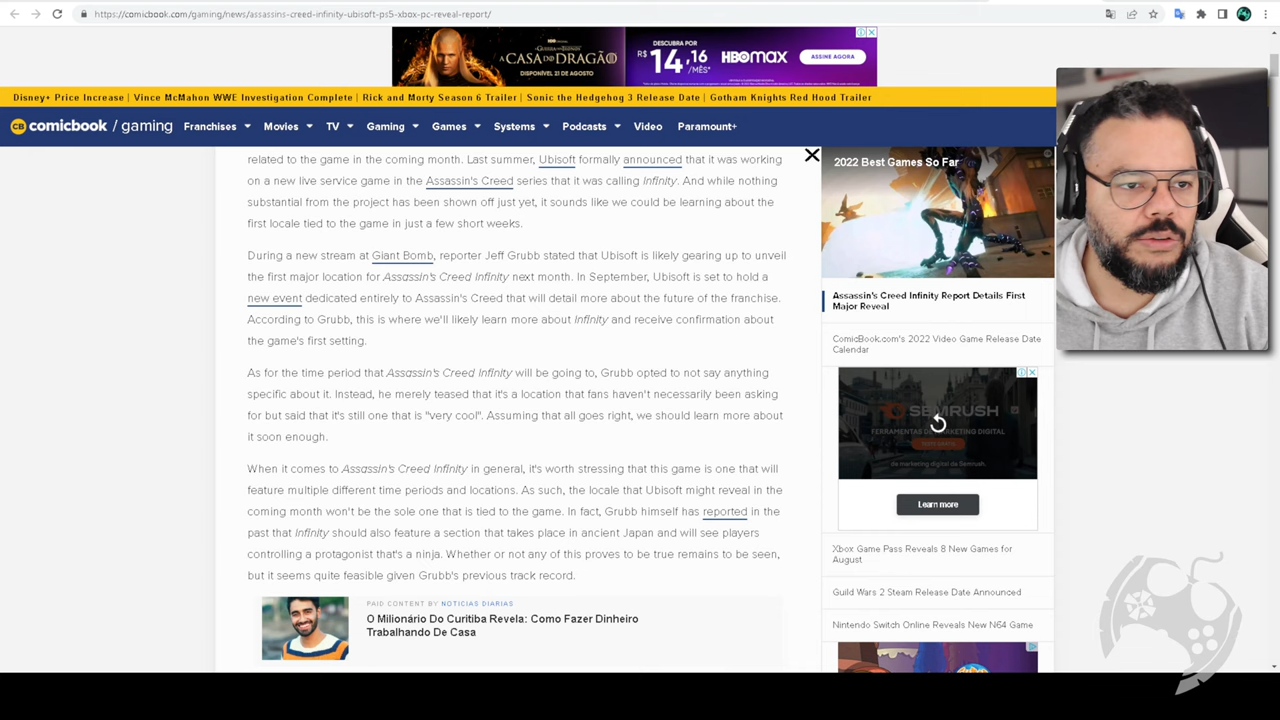 https://comicbook.com/gaming/news/assassins-creed-infinity-ubisoft-ps5-xbox-pc-reveal-report/
A CASA DO DRAGÃO
DISPONÍVEL 21 DE AGOSTO
DESCUBRA POR
R$ 14,16 /MÊS*
HBOMAX
ASSINE AGORA
Disney+ Price Increase | Vince McMahon WWE Investigation Complete | Rick and Morty Season 6 Trailer | Sonic the Hedgehog 3 Release Date | Gotham Knights Red Hood Trailer
CB comicbook / gaming Franchises Movies TV Gaming Games Systems Podcasts Video Paramount+
related to the game in the coming month. Last summer, Ubisoft formally announced that it was working
on a new live service game in the Assassin's Creed series that it was calling Infinity. And while nothing
substantial from the project has been shown off just yet, it sounds like we could be learning about the
first locale tied to the game in just a few short weeks.
During a new stream at Giant Bomb, reporter Jeff Grubb stated that Ubisoft is likely gearing up to unveil
the first major location for Assassin's Creed Infinity next month. In September, Ubisoft is set to hold a
new event dedicated entirely to Assassin's Creed that will detail more about the future of the franchise.
According to Grubb, this is where we'll likely learn more about Infinity and receive confirmation about
the game's first setting.
As for the time period that Assassin's Creed Infinity will be going to, Grubb opted to not say anything
specific about it. Instead, he merely teased that it's a location that fans haven't necessarily been asking
for but said that it's still one that is "very cool". Assuming that all goes right, we should learn more about
it soon enough.
When it comes to Assassin's Creed Infinity in general, it's worth stressing that this game is one that will
feature multiple different time periods and locations. As such, the locale that Ubisoft might reveal in the
coming month won't be the sole one that is tied to the game. In fact, Grubb himself has reported in the
past that Infinity should also feature a section that takes place in ancient Japan and will see players
controlling a protagonist that's a ninja. Whether or not any of this proves to be true remains to be seen,
but it seems quite feasible given Grubb's previous track record.
PAID CONTENT BY NOTICIAS DIARIAS
O Milionário Do Curitiba Revela: Como Fazer Dinheiro
Trabalhando De Casa
2022 Best Games So Far
Assassin's Creed Infinity Report Details First
Major Reveal
ComicBook.com's 2022 Video Game Release Date
Calendar
SEMRUSH
FERRAMENTAS DE MARKETING DIGITAL
de marketing digital da Semrush.
Learn more
Xbox Game Pass Reveals 8 New Games for
August
Guild Wars 2 Steam Release Date Announced
Nintendo Switch Online Reveals New N64 Game